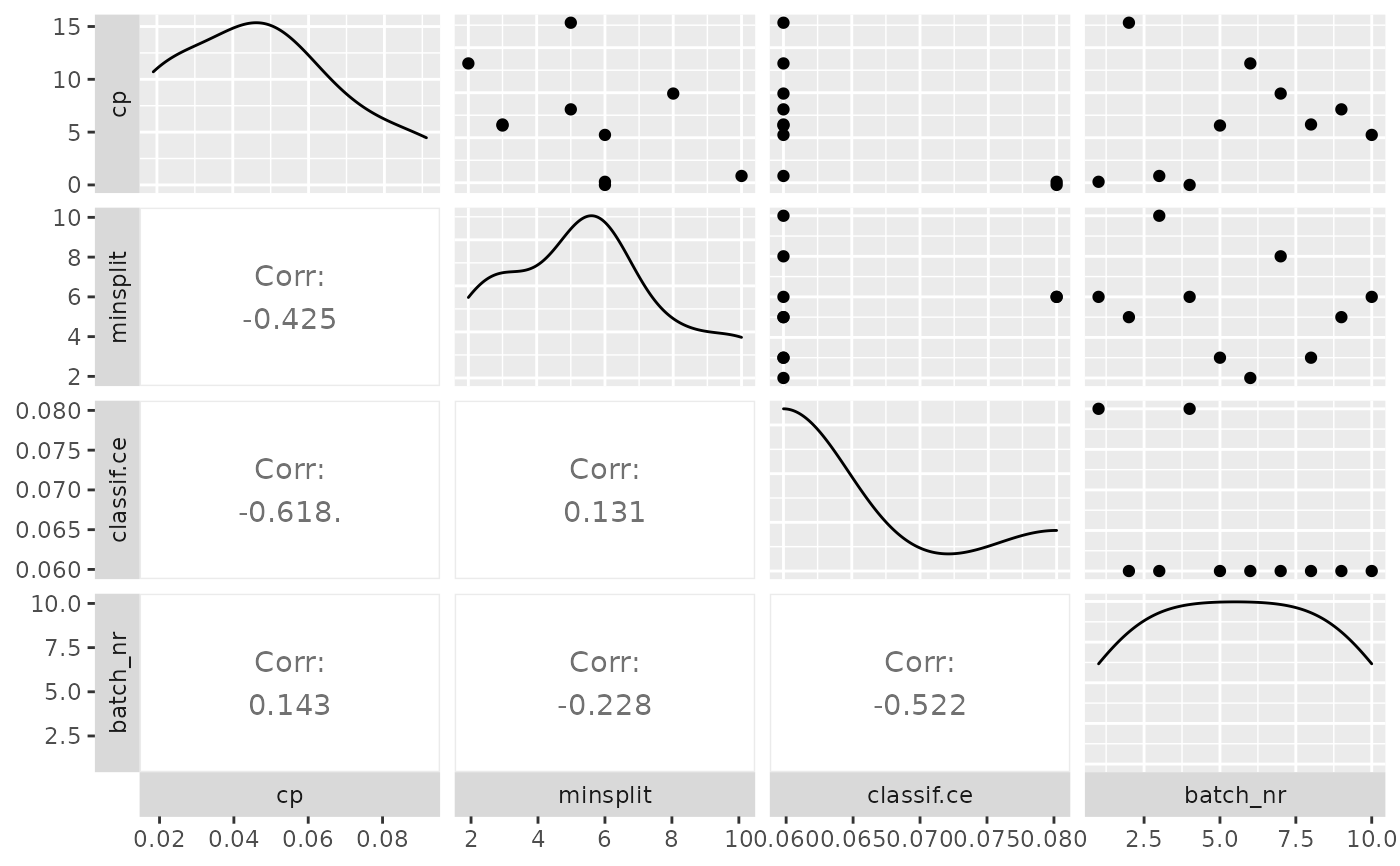 15
10
5
0
cp
10
8
6
4
2
minsplit
Corr:
-0.425
0.080
0.075
0.070
0.065
0.060
classif.ce
Corr:
-0.618.
Corr:
0.131
10.0
7.5
5.0
2.5
batch_nr
Corr:
0.143
Corr:
-0.228
Corr:
-0.522
cp minsplit classif.ce batch_nr
0.02 0.04 0.06 0.08 2 4 6 8 10 0.060 0.065 0.070 0.075 0.080 2.5 5.0 7.5 10.0